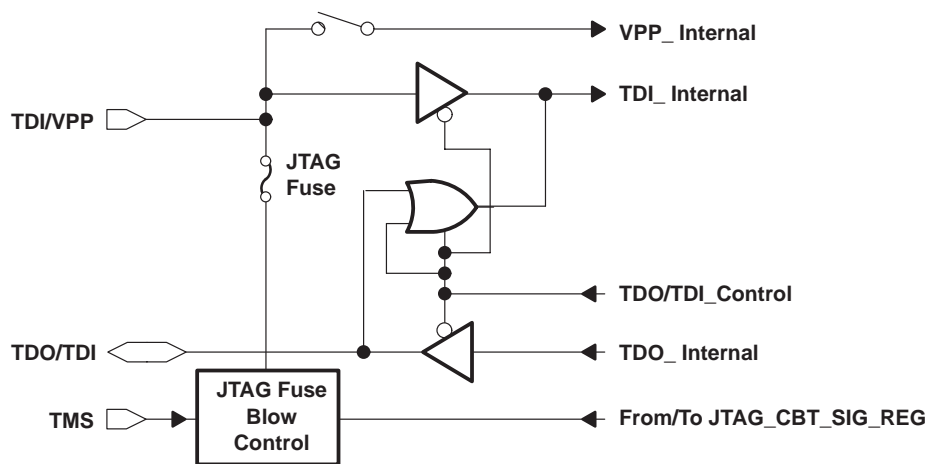 VPP_ Internal
TDI_ Internal
TDI/VPP
JTAG
Fuse
TDO/TDI_Control
TDO/TDI
TDO_ Internal
JTAG Fuse
Blow
Control
TMS
From/To JTAG_CBT_SIG_REG